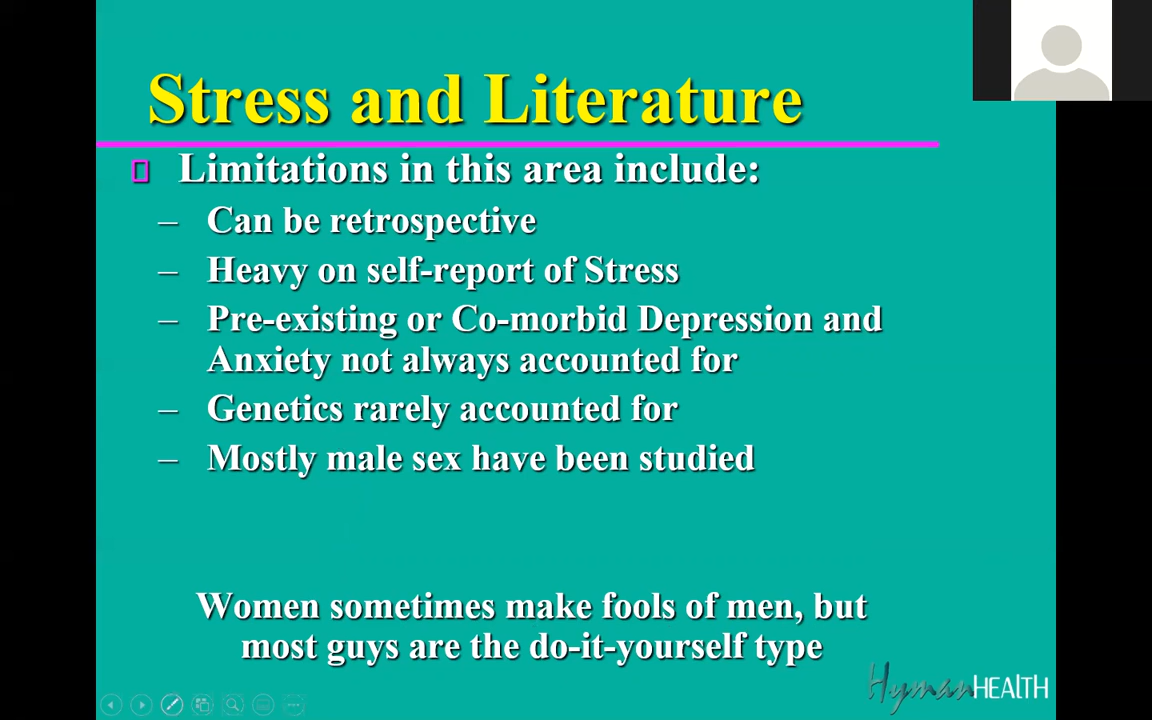 Stress and Literature
Limitations in this area include:
– Can be retrospective
– Heavy on self-report of Stress
– Pre-existing or Co-morbid Depression and
Anxiety not always accounted for
– Genetics rarely accounted for
– Mostly male sex have been studied
Women sometimes make fools of men, but
most guys are the do-it-yourself type
HymanHEALTH